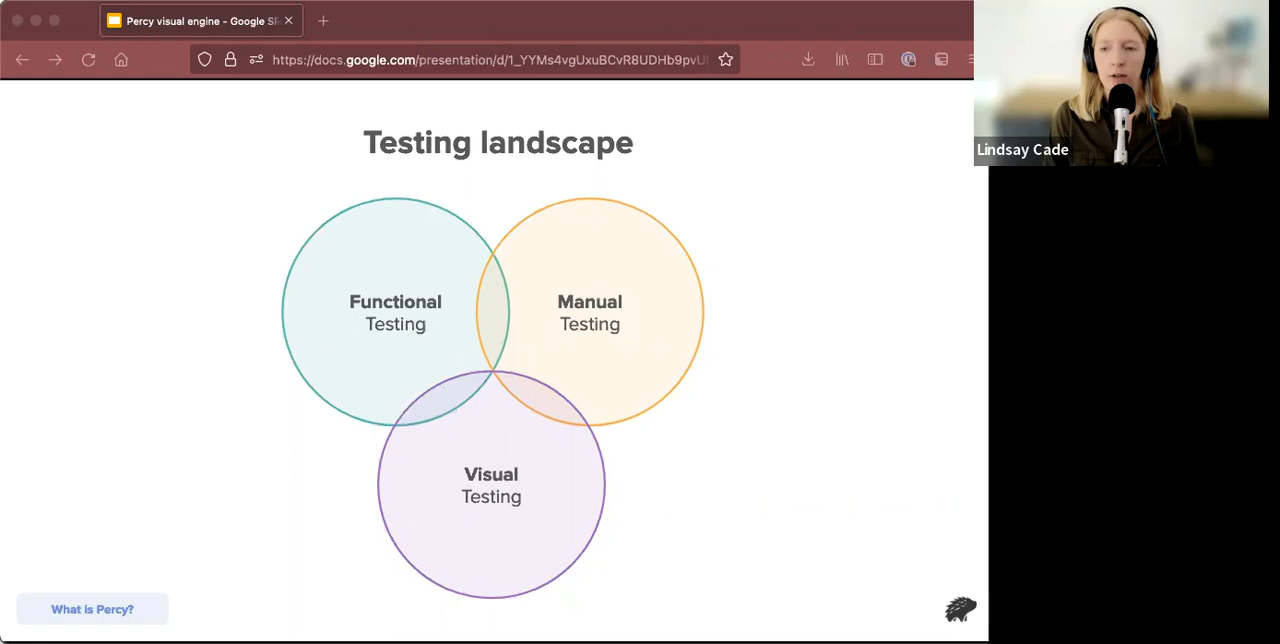 Percy visual engine - Google Sl
https://docs.google.com/presentation/d/1_YYMs4vgUxuBCvR8UDHb9pvU
Lindsay Cade
Testing landscape
Functional
Testing
Manual
Testing
Visual
Testing
What is Percy?